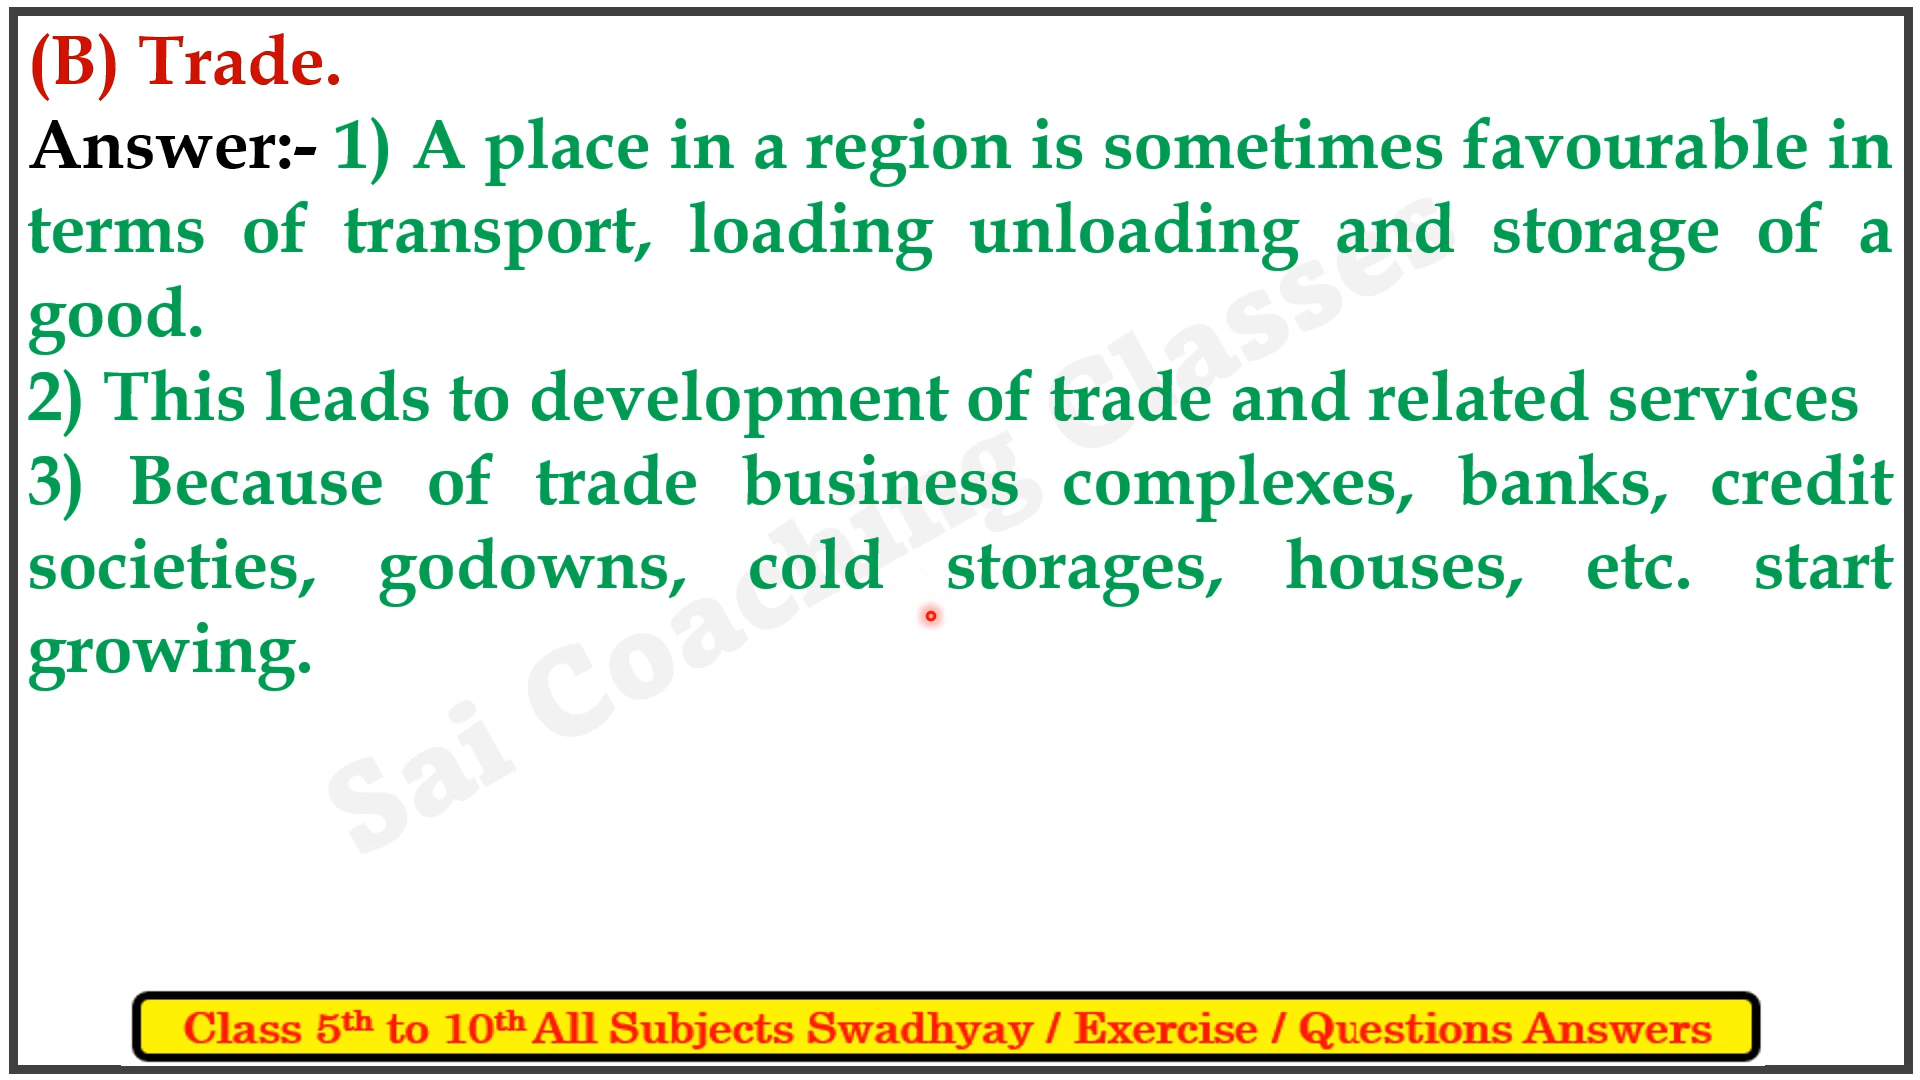 (B) Trade.
Answer:- 1) A place in a region is sometimes favourable in
terms of transport, loading unloading and storage of a
good.
2) This leads to development of trade and related services
3) Because of trade business complexes, banks, credit
societies, godowns, cold storages, houses, etc. start
growing.
Sai Coaching Classes
Class 5th to 10th All Subjects Swadhyay / Exercise / Questions Answers